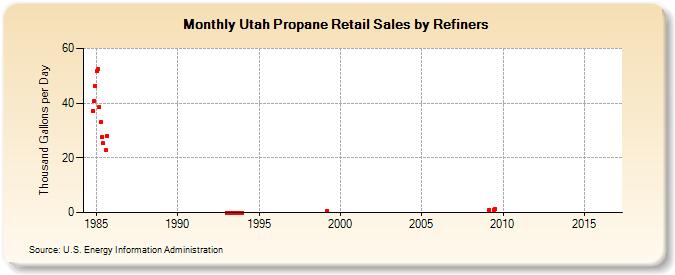 Monthly Utah Propane Retail Sales by Refiners
Thousand Gallons per Day
60
40
20
0
1985 1990 1995 2000 2005 2010 2015
Source: U.S. Energy Information Administration